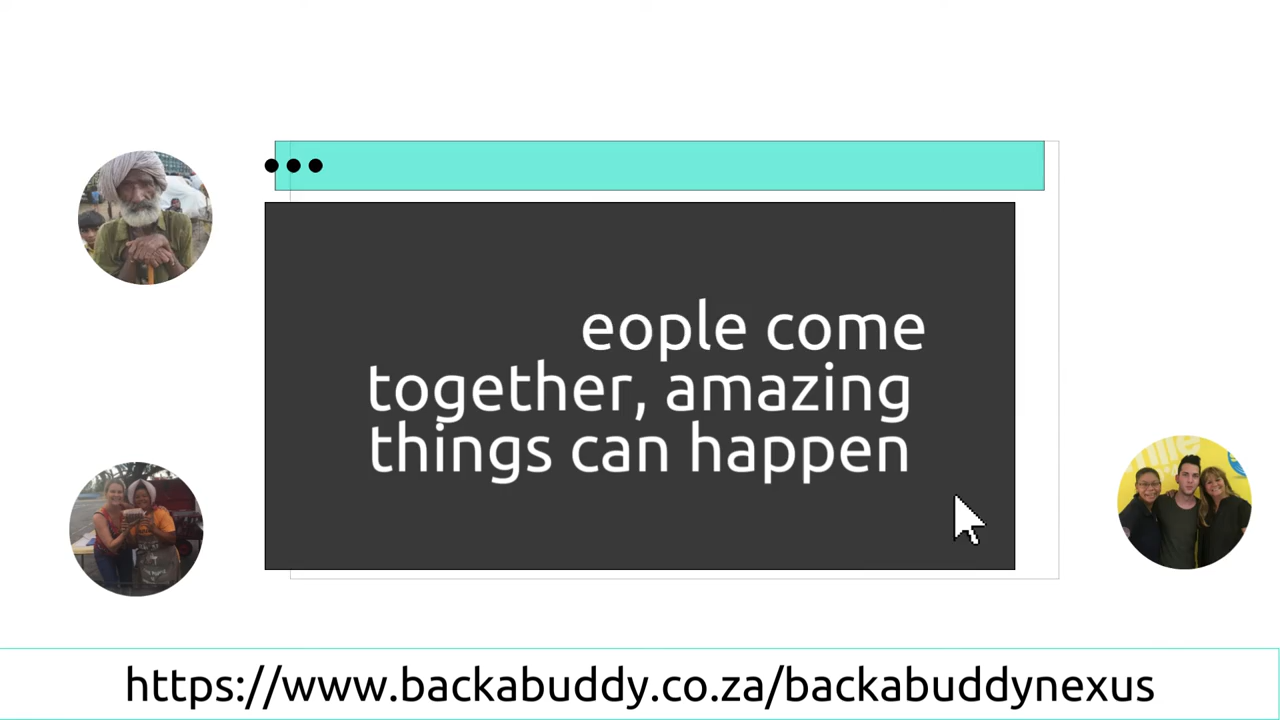 eople come
together, amazing
things can happen
https://www.backabuddy.co.za/backabuddynexus